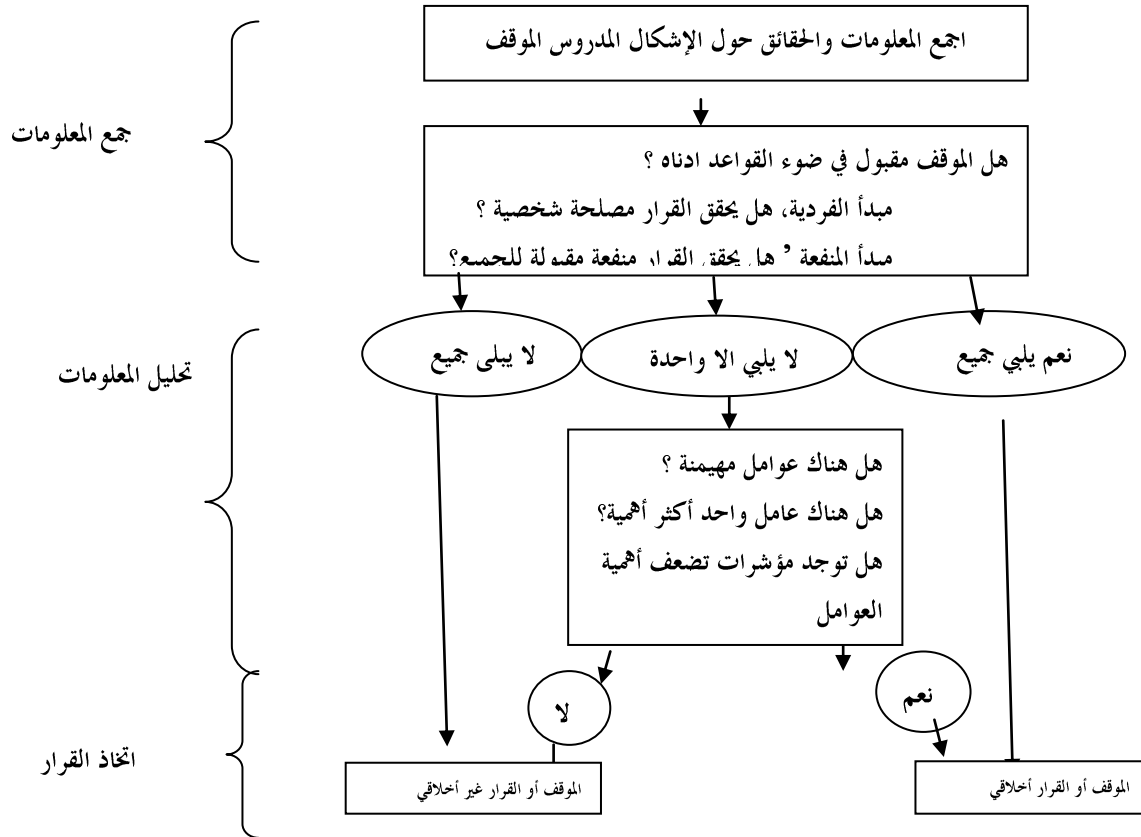 اجمع المعلومات والحقائق حول الإشكال المدروس الموقف
جمع المعلومات
هل الموقف مقبول في ضوء القواعد ادناه ؟
مبدأ الفردية، هل يحقق القرار مصلحة شخصية ؟
مبدأ المنفعة ’ هل يحقق القرار منفعة مقبولة للجميع؟
نعم يلبي جميع
لا يلبي الا واحدة
لا يبلى جميع
تحليل المعلومات
هل هناك عوامل مهيمنة ؟
هل هناك عامل واحد أكثر أهمية؟
هل توجد مؤشرات تضعف أهمية
العوامل
نعم
لا
اتخاذ القرار
الموقف أو القرار أخلاقي
الموقف أو القرار غير أخلاقي